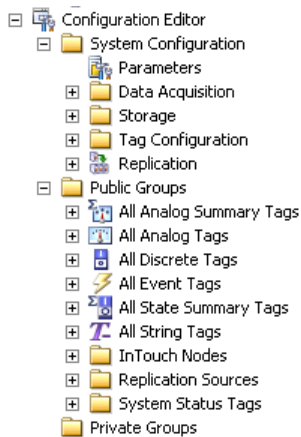 Configuration Editor
System Configuration
Parameters
Data Acquisition
Storage
Tag Configuration
Replication
Public Groups
All Analog Summary Tags
All Analog Tags
All Discrete Tags
All Event Tags
All State Summary Tags
All String Tags
InTouch Nodes
Replication Sources
System Status Tags
Private Groups